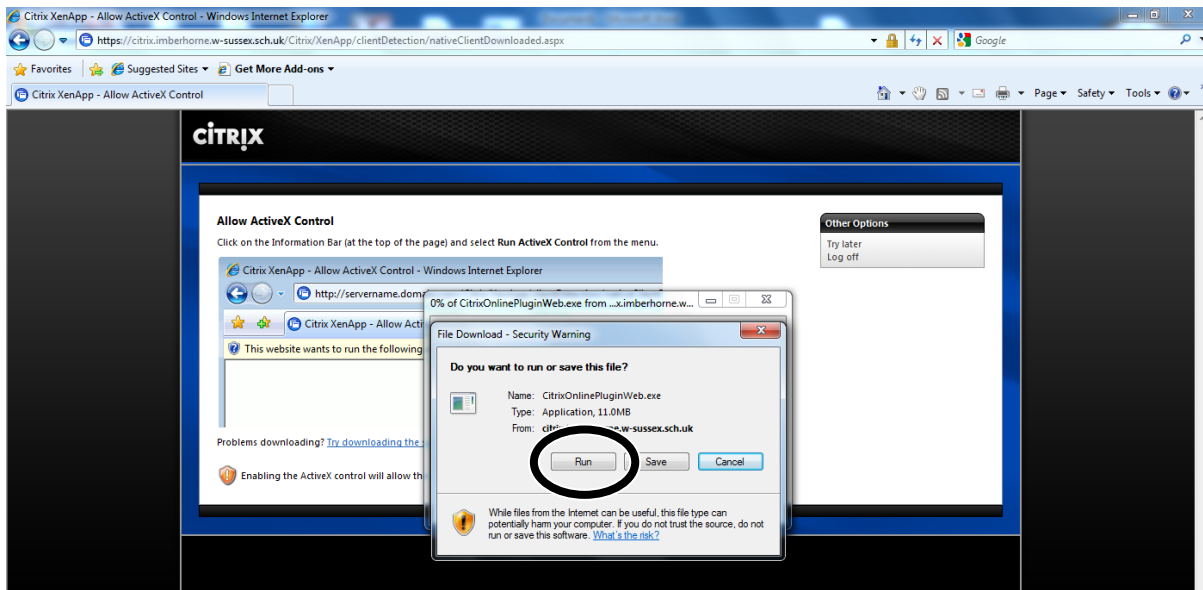 Citrix XenApp - Allow ActiveX Control - Windows Internet Explorer
https://citrix.imberhorne.w-sussex.sch.uk/Citrix/XenApp/clientDetection/nativeClientDownloaded.aspx
Google
Favorites Suggested Sites Get More Add-ons
Citrix XenApp - Allow ActiveX Control
Page Safety Tools
CITRIX
Allow ActiveX Control
Click on the Information Bar (at the top of the page) and select Run ActiveX Control from the menu.
Other Options
Try later
Log off
Citrix XenApp - Allow ActiveX Control - Windows Internet Explorer
http://servername.doma
Citrix XenApp - Allow Acti
This website wants to run the following
Problems downloading? Try downloading the
Enabling the ActiveX control will allow th
0% of CitrixOnlinePluginWeb.exe from ...x.imberhorne.w...
File Download - Security Warning
Do you want to run or save this file?
Name: CitrixOnlinePluginWeb.exe
Type: Application, 11.0MB
From: w-sussex.sch.uk
Run Save Cancel
While files from the Internet can be useful, this file type can
potentially harm your computer. If you do not trust the source, do not
run or save this software. What's the risk?